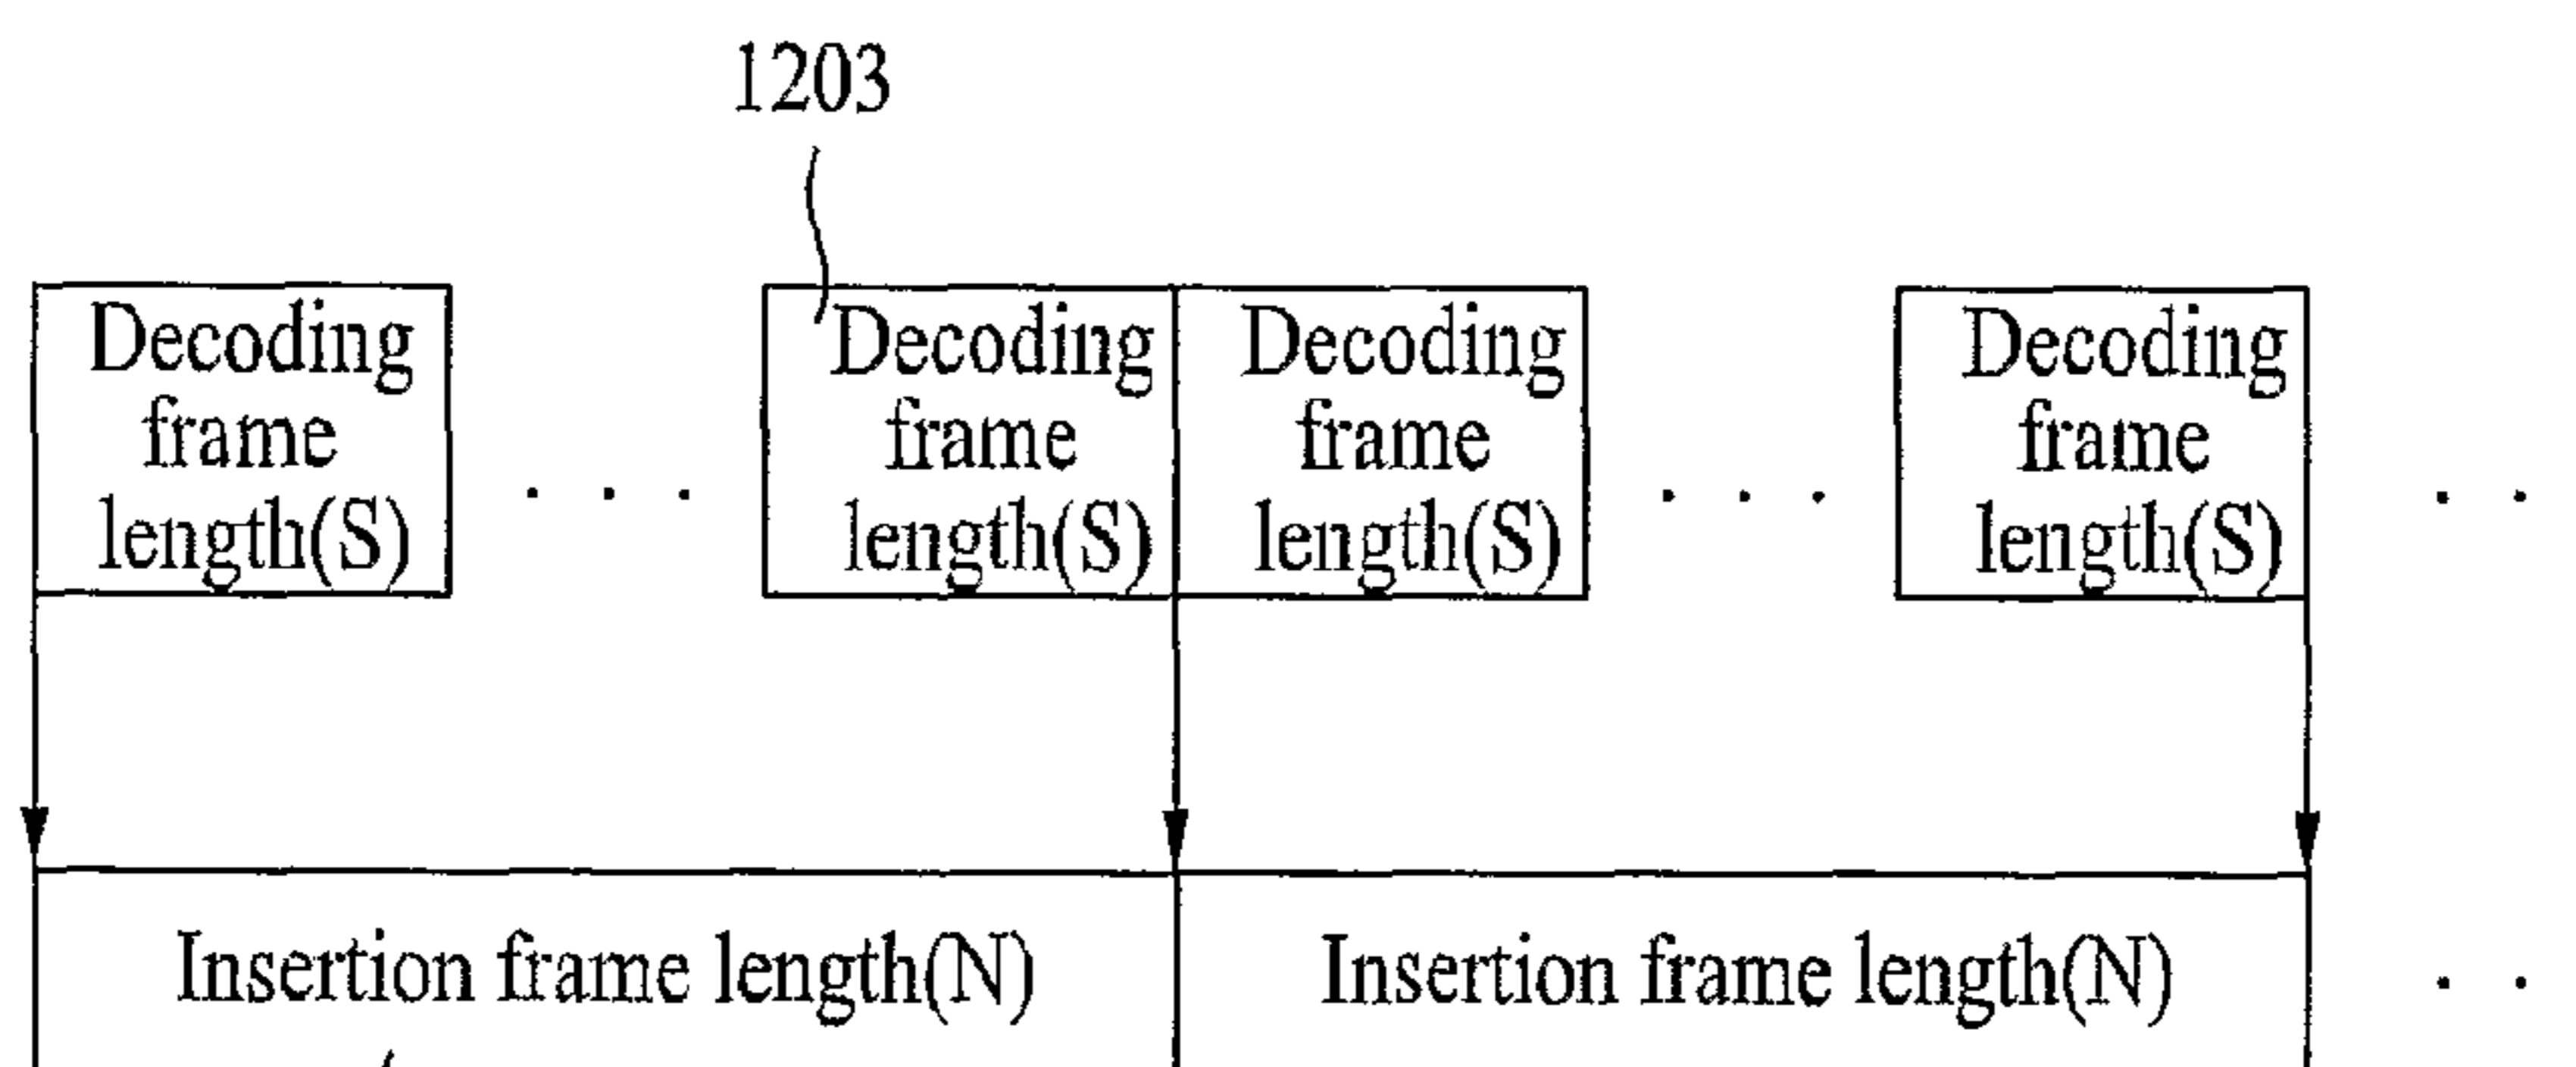 1203
Decoding
frame
length(S)
. . .
Decoding
frame
length(S)
Decoding
frame
length(S)
. . .
Decoding
frame
length(S)
. .
Insertion frame length(N)
Insertion frame length(N)
. .